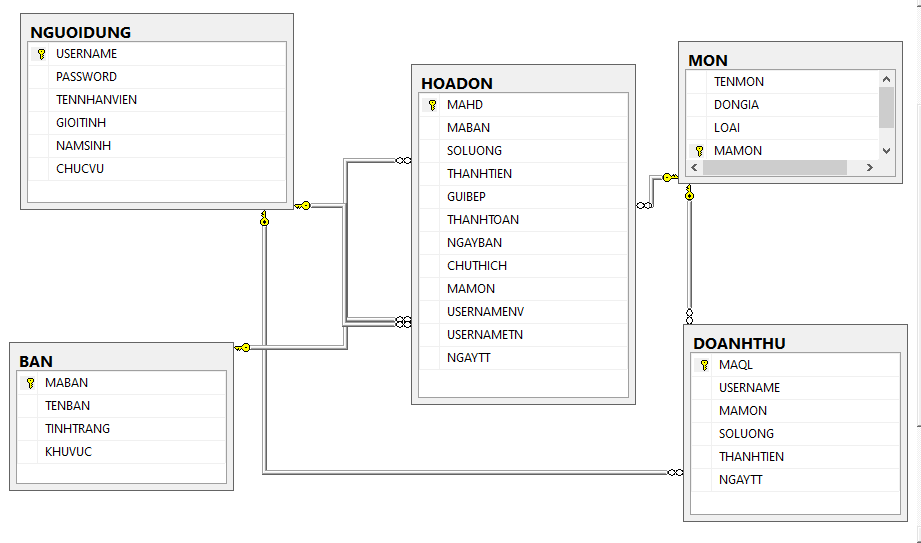 NGUOIDUNG
USERNAME
PASSWORD
TENNHANVIEN
GIOITINH
NAMSINH
CHUCVU
BAN
MABAN
TENBAN
TINHTRANG
KHUVUC
HOADON
MAHD
MABAN
SOLUONG
THANHTIEN
GUIBEP
THANHTOAN
NGAYBAN
CHUTHICH
MAMON
USERNAMENV
USERNAMETN
NGAYTT
MON
TENMON
DONGIA
LOAI
MAMON
DOANHTHU
MAQL
USERNAME
MAMON
SOLUONG
THANHTIEN
NGAYTT